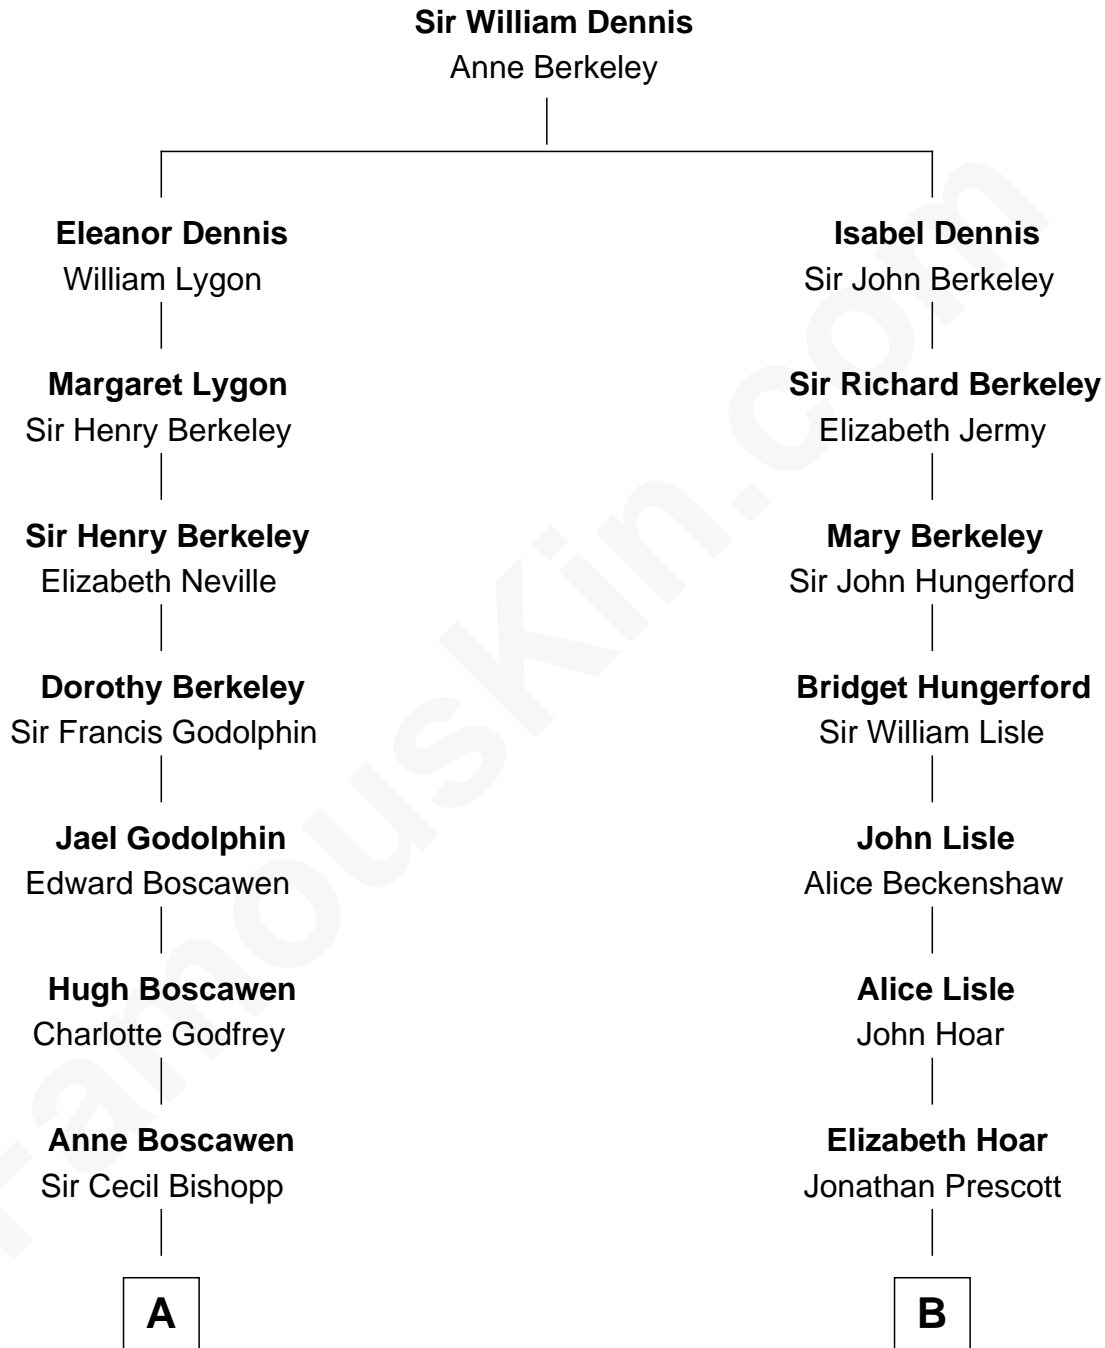 Sir William Dennis
Anne Berkeley
Eleanor Dennis
William Lygon
Isabel Dennis
Sir John Berkeley
Margaret Lygon
Sir Henry Berkeley
Sir Richard Berkeley
Elizabeth Jermy
Sir Henry Berkeley
Elizabeth Neville
Mary Berkeley
Sir John Hungerford
Dorothy Berkeley
Sir Francis Godolphin
Bridget Hungerford
Sir William Lisle
Jael Godolphin
Edward Boscawen
John Lisle
Alice Beckenshaw
Hugh Boscawen
Charlotte Godfrey
Alice Lisle
John Hoar
Anne Boscawen
Sir Cecil Bishopp
Elizabeth Hoar
Jonathan Prescott
A
B
FamousKin.com